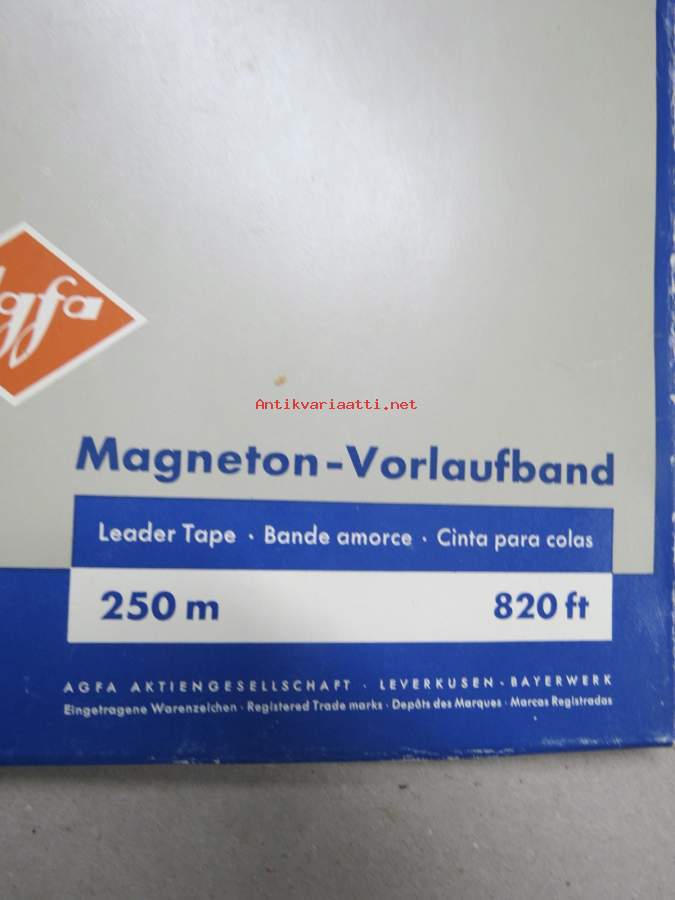 Agfa
Antikvariaatti.net
Magneton-Vorlaufband
Leader Tape · Bande amorce · Cinta para colas
250 m 820 ft
AGFA AKTIENGESELLSCHAFT · LEVERKUSEN-BAYERWERK
Eingetragene Warenzeichen · Registered Trade marks · Depôts des Marques · Marcas Registradas